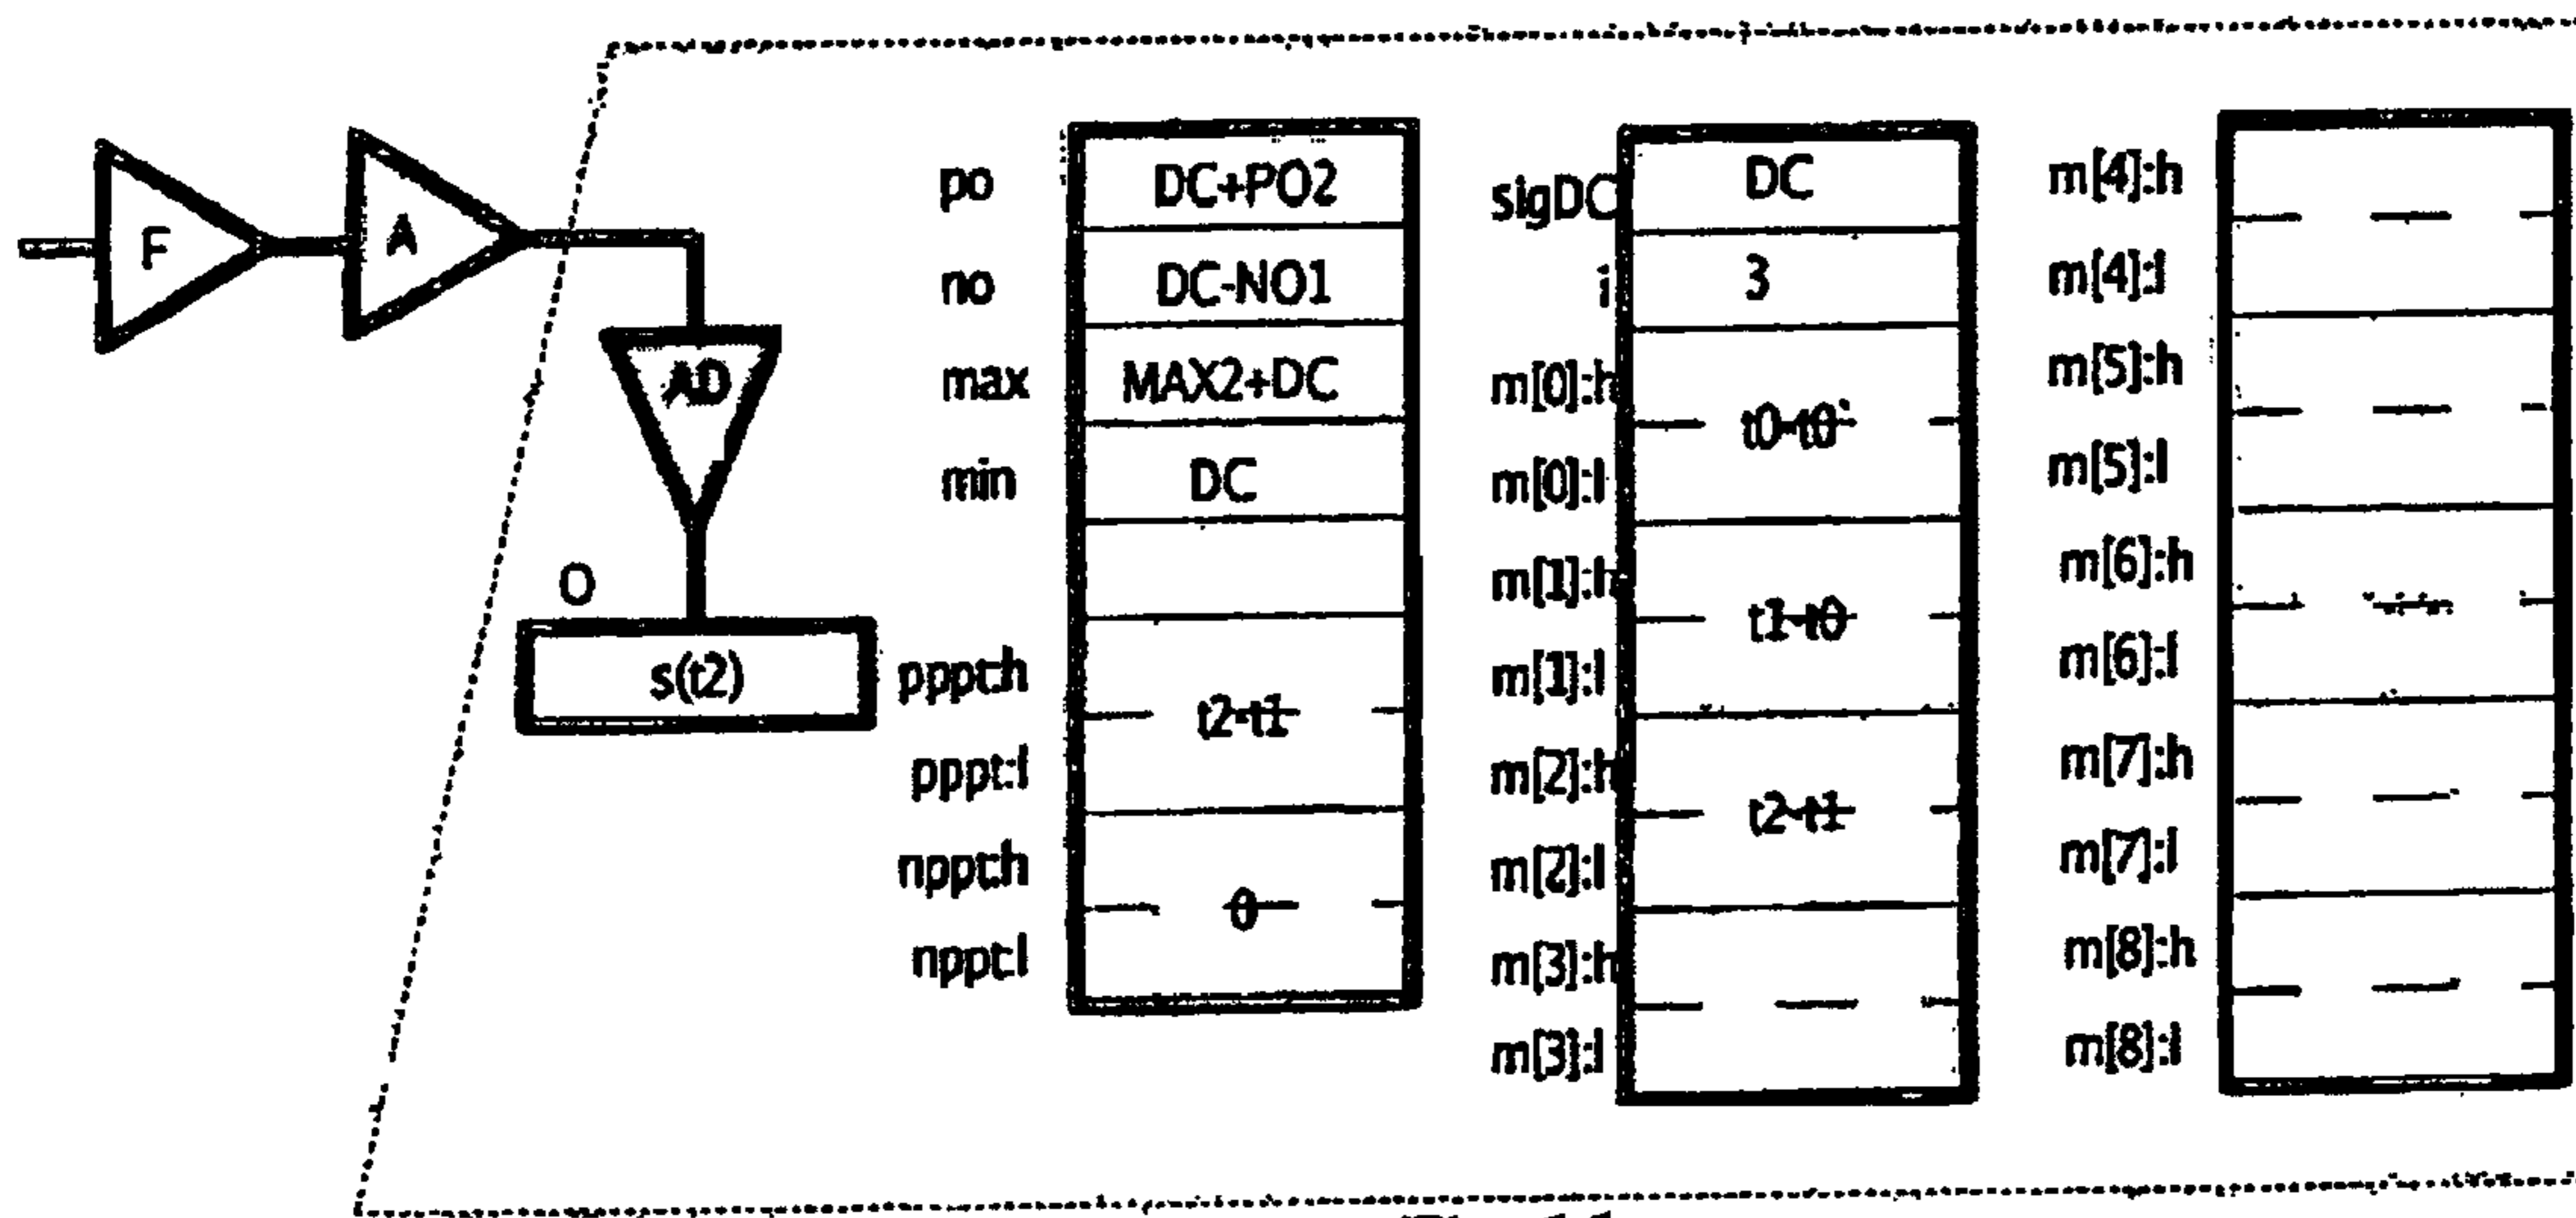 F
A
AD
O
s(t2)
po DC+PO2
no DC-NO1
max MAX2+DC
min DC
pppt:h
t2-t1
pppt:l
nppt:h
0
nppt:l
sigDC DC
i 3
m[0]:h
t0-t0'
m[0]:l
m[1]:h
t1-t0
m[1]:l
m[2]:h
t2-t1
m[2]:l
m[3]:h
m[3]:l
m[4]:h
m[4]:l
m[5]:h
m[5]:l
m[6]:h
m[6]:l
m[7]:h
m[7]:l
m[8]:h
m[8]:l